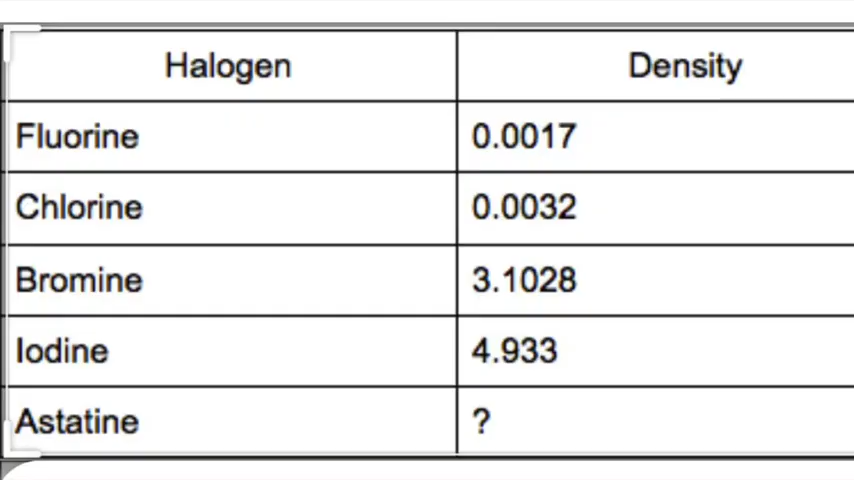 Halogen Density
Fluorine 0.0017
Chlorine 0.0032
Bromine 3.1028
Iodine 4.933
Astatine ?